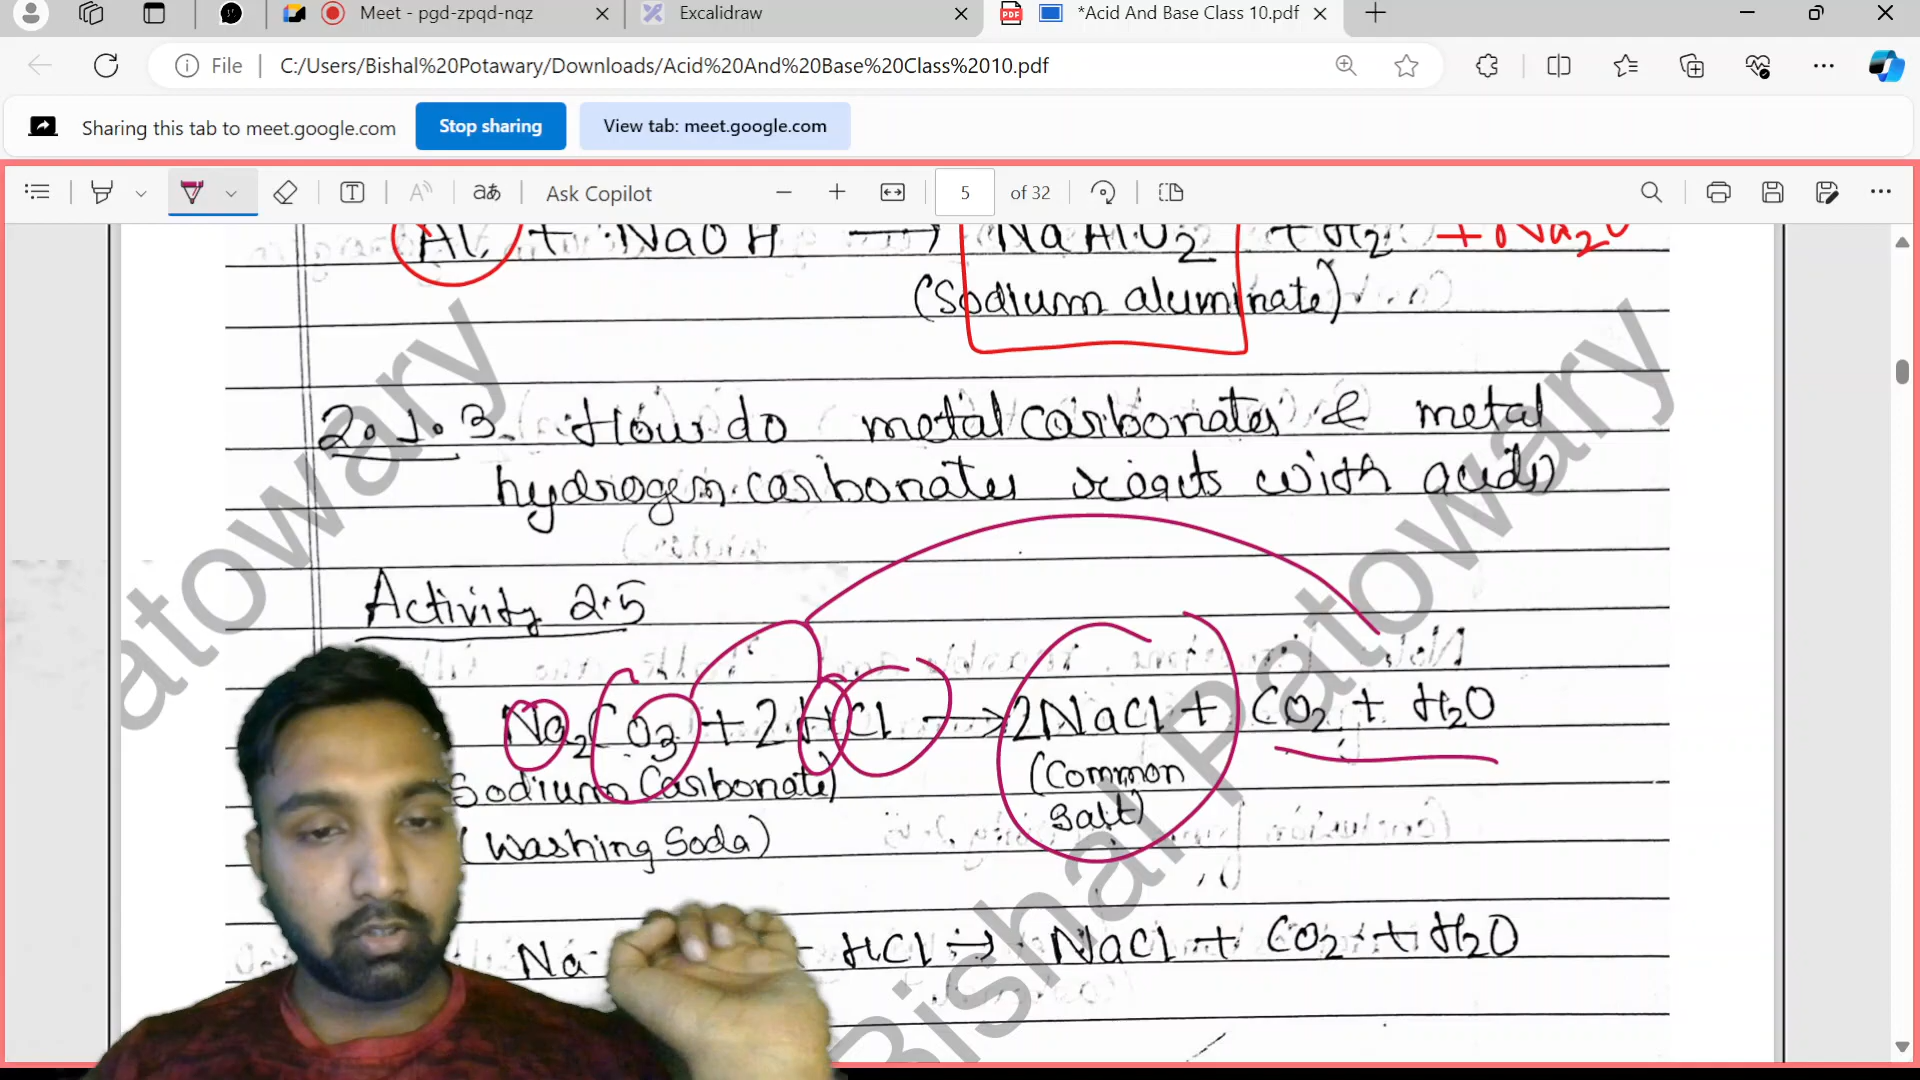 Meet - pgd-zpqd-nqz
Excalidraw
PDF
*Acid And Base Class 10.pdf
File
C:/Users/Bishal%20Potawary/Downloads/Acid%20And%20Base%20Class%2010.pdf
Sharing this tab to meet.google.com
Stop sharing
View tab: meet.google.com
Ask Copilot
5 of 32
Al + NaOH → NaAlO2 + H2 + Na2O
(Sodium aluminate)
2.1.3. How do metal carbonates & metal
hydrogen carbonates reacts with acids
Activity 2.5
Na2CO3 + 2HCl → 2NaCl + CO2 + H2O
Sodium Carbonate) (Common
Salt)
(Washing Soda)
Na + HCl → NaCl + CO2 + H2O
atowary
Bishal Patowary